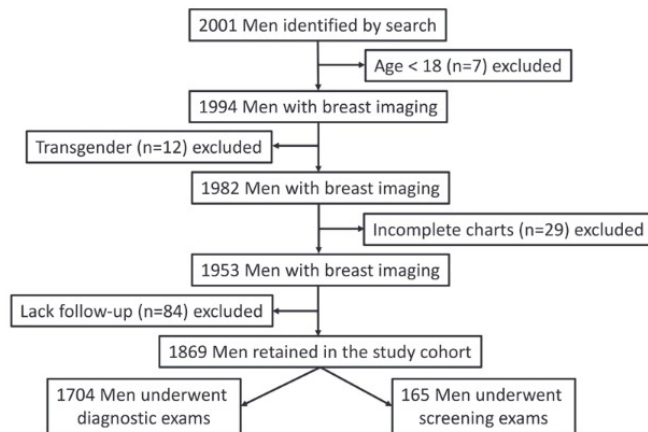 2001 Men identified by search
Age < 18 (n=7) excluded
1994 Men with breast imaging
Transgender (n=12) excluded
1982 Men with breast imaging
Incomplete charts (n=29) excluded
1953 Men with breast imaging
Lack follow-up (n=84) excluded
1869 Men retained in the study cohort
1704 Men underwent
diagnostic exams
165 Men underwent
screening exams